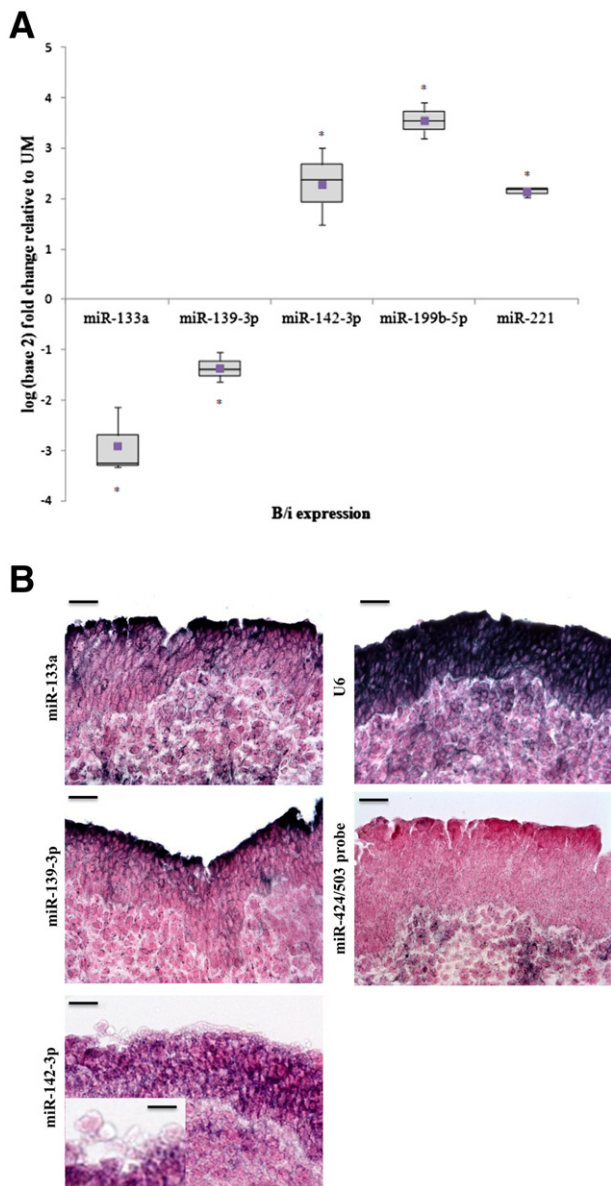 A
log (base 2) fold change relative to UM
5
4
3
2
1
0
-1
-2
-3
-4
miR-133a
miR-139-3p
miR-142-3p
miR-199b-5p
miR-221
*
*
*
*
*
B/i expression
B
miR-133a
U6
miR-139-3p
miR-424/503 probe
miR-142-3p